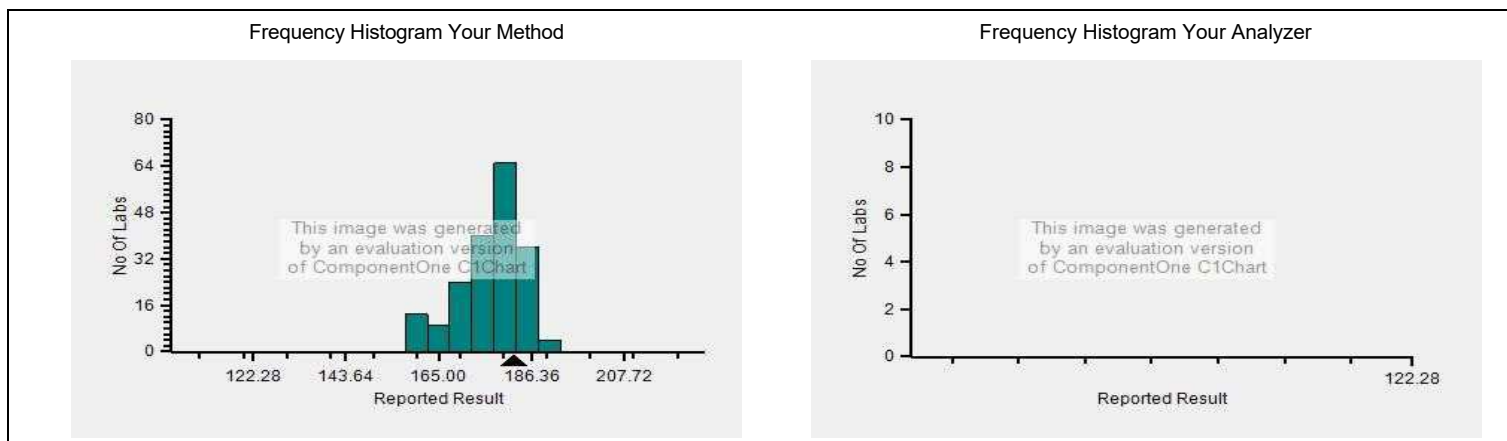 Frequency Histogram Your Method
80
64
48
32
16
0
No Of Labs
This image was generated
by an evaluation version
of ComponentOne C1Chart
122.28 143.64 165.00 186.36 207.72
Reported Result
Frequency Histogram Your Analyzer
10
8
6
4
2
0
No Of Labs
This image was generated
by an evaluation version
of ComponentOne C1Chart
122.28
Reported Result